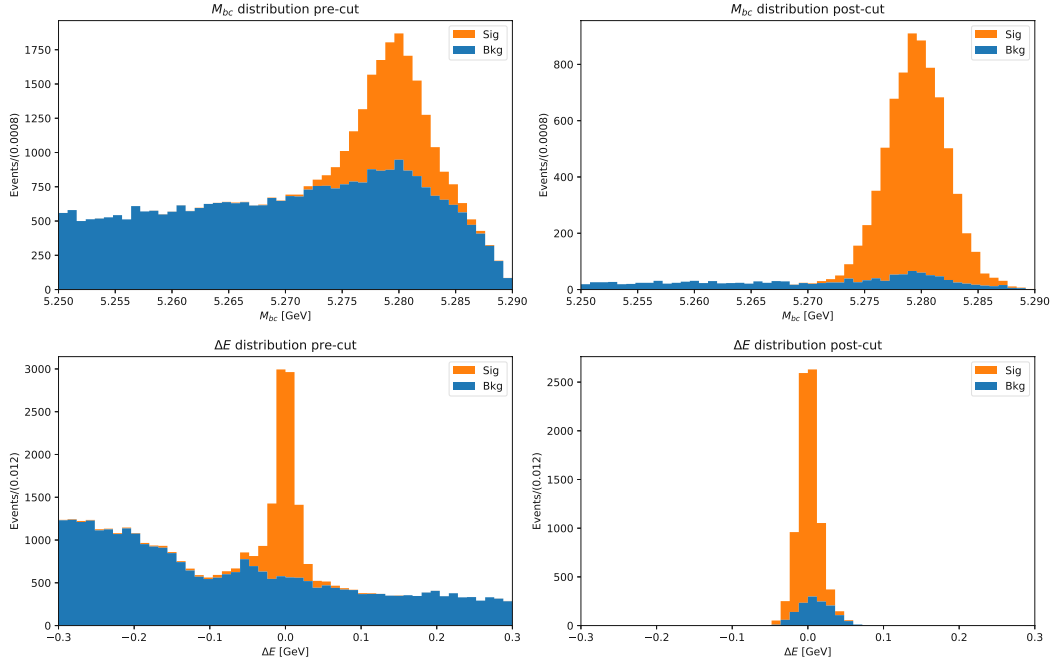 M_bc distribution pre-cut
Sig
Bkg
Events/(0.0008)
1750
1500
1250
1000
750
500
250
0
5.250 5.255 5.260 5.265 5.270 5.275 5.280 5.285 5.290
M_bc [GeV]
M_bc distribution post-cut
Sig
Bkg
Events/(0.0008)
800
600
400
200
0
5.250 5.255 5.260 5.265 5.270 5.275 5.280 5.285 5.290
M_bc [GeV]
ΔE distribution pre-cut
Sig
Bkg
Events/(0.012)
3000
2500
2000
1500
1000
500
0
−0.3 −0.2 −0.1 0.0 0.1 0.2 0.3
ΔE [GeV]
ΔE distribution post-cut
Sig
Bkg
Events/(0.012)
2500
2000
1500
1000
500
0
−0.3 −0.2 −0.1 0.0 0.1 0.2 0.3
ΔE [GeV]